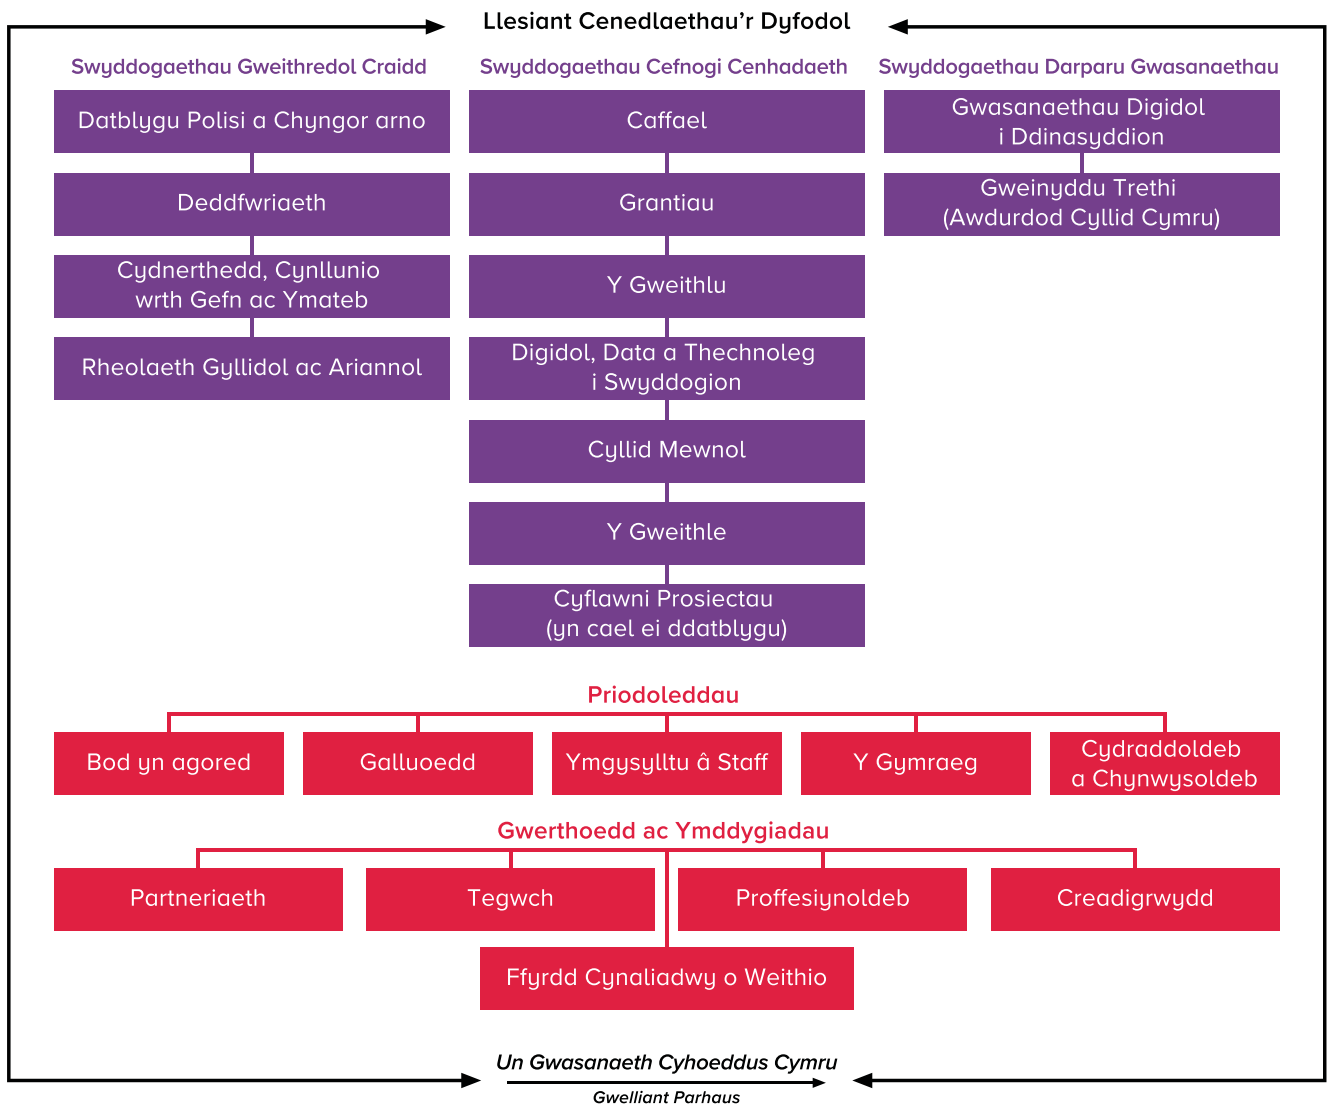 Llesiant Cenedlaethau’r Dyfodol
Swyddogaethau Gweithredol Craidd
Datblygu Polisi a Chyngor arno
Deddfwriaeth
Cydnerthedd, Cynllunio
wrth Gefn ac Ymateb
Rheolaeth Gyllidol ac Ariannol
Swyddogaethau Cefnogi Cenhadaeth
Caffael
Grantiau
Y Gweithlu
Digidol, Data a Thechnoleg
i Swyddogion
Cyllid Mewnol
Y Gweithle
Cyflawni Prosiectau
(yn cael ei ddatblygu)
Swyddogaethau Darparu Gwasanaethau
Gwasanaethau Digidol
i Ddinasyddion
Gweinyddu Trethi
(Awdurdod Cyllid Cymru)
Priodoleddau
Bod yn agored
Galluoedd
Ymgysylltu â Staff
Y Gymraeg
Cydraddoldeb
a Chynwysoldeb
Gwerthoedd ac Ymddygiadau
Partneriaeth
Tegwch
Proffesiynoldeb
Creadigrwydd
Ffyrdd Cynaliadwy o Weithio
Un Gwasanaeth Cyhoeddus Cymru
Gwelliant Parhaus